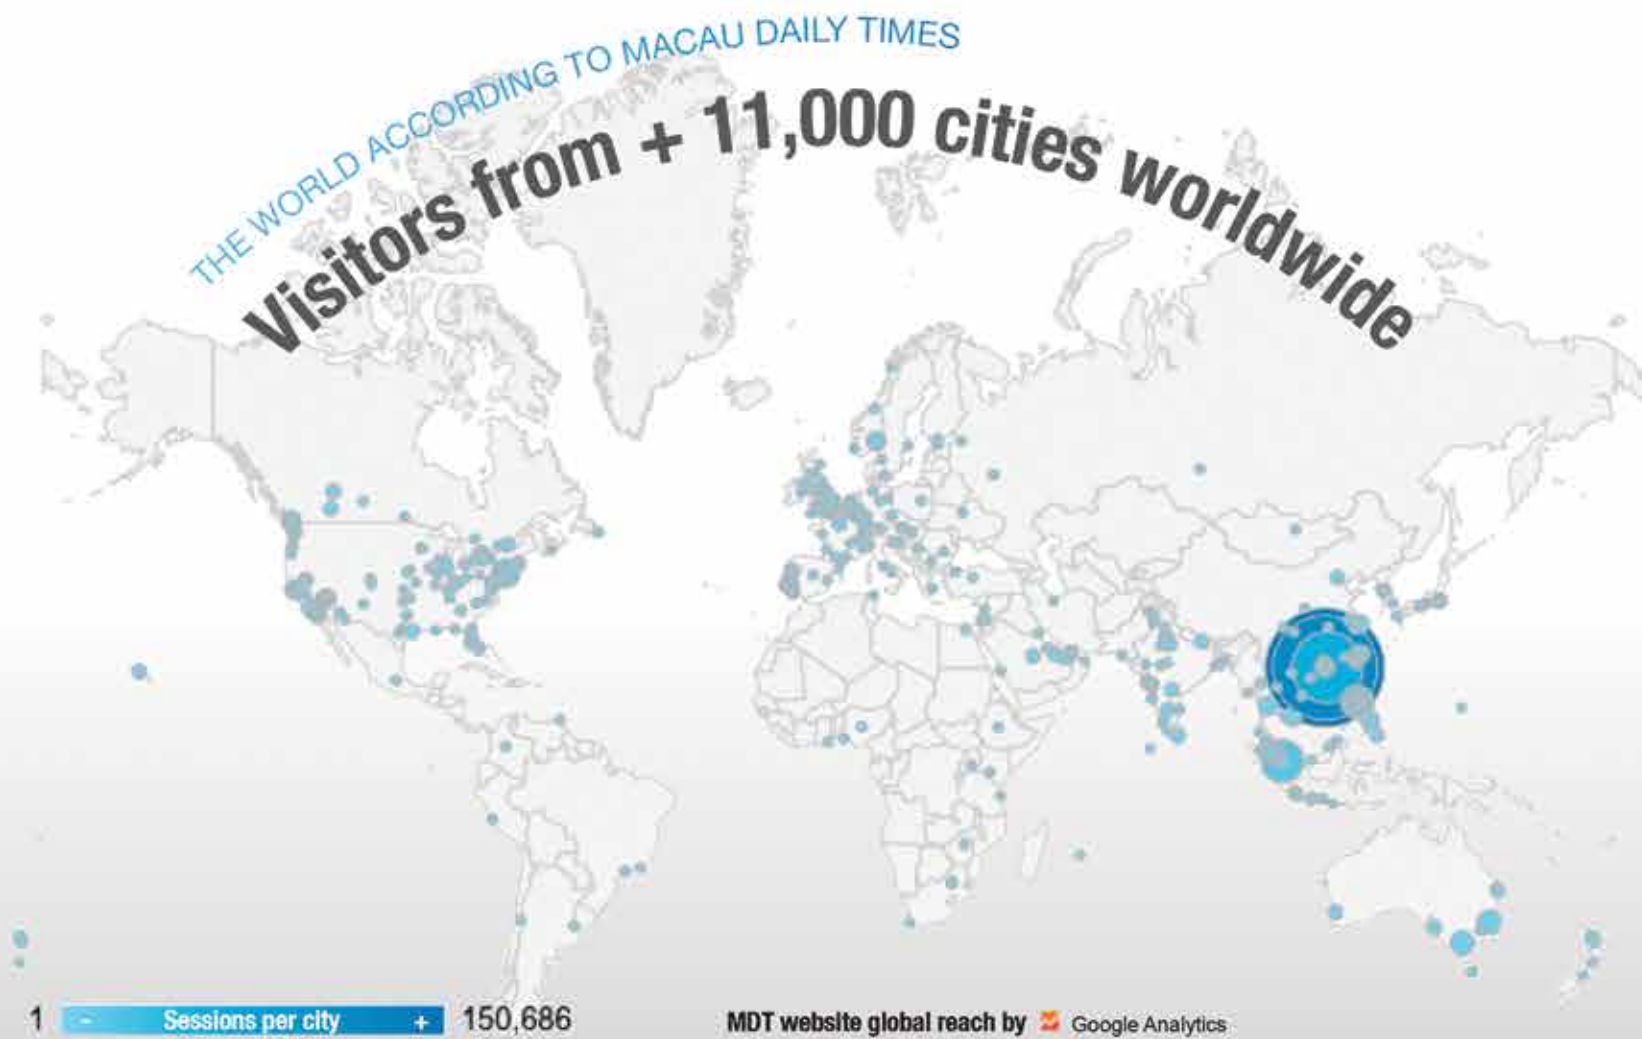 THE WORLD ACCORDING TO MACAU DAILY TIMES
Visitors from + 11,000 cities worldwide
1 - Sessions per city + 150,686
MDT website global reach by Google Analytics